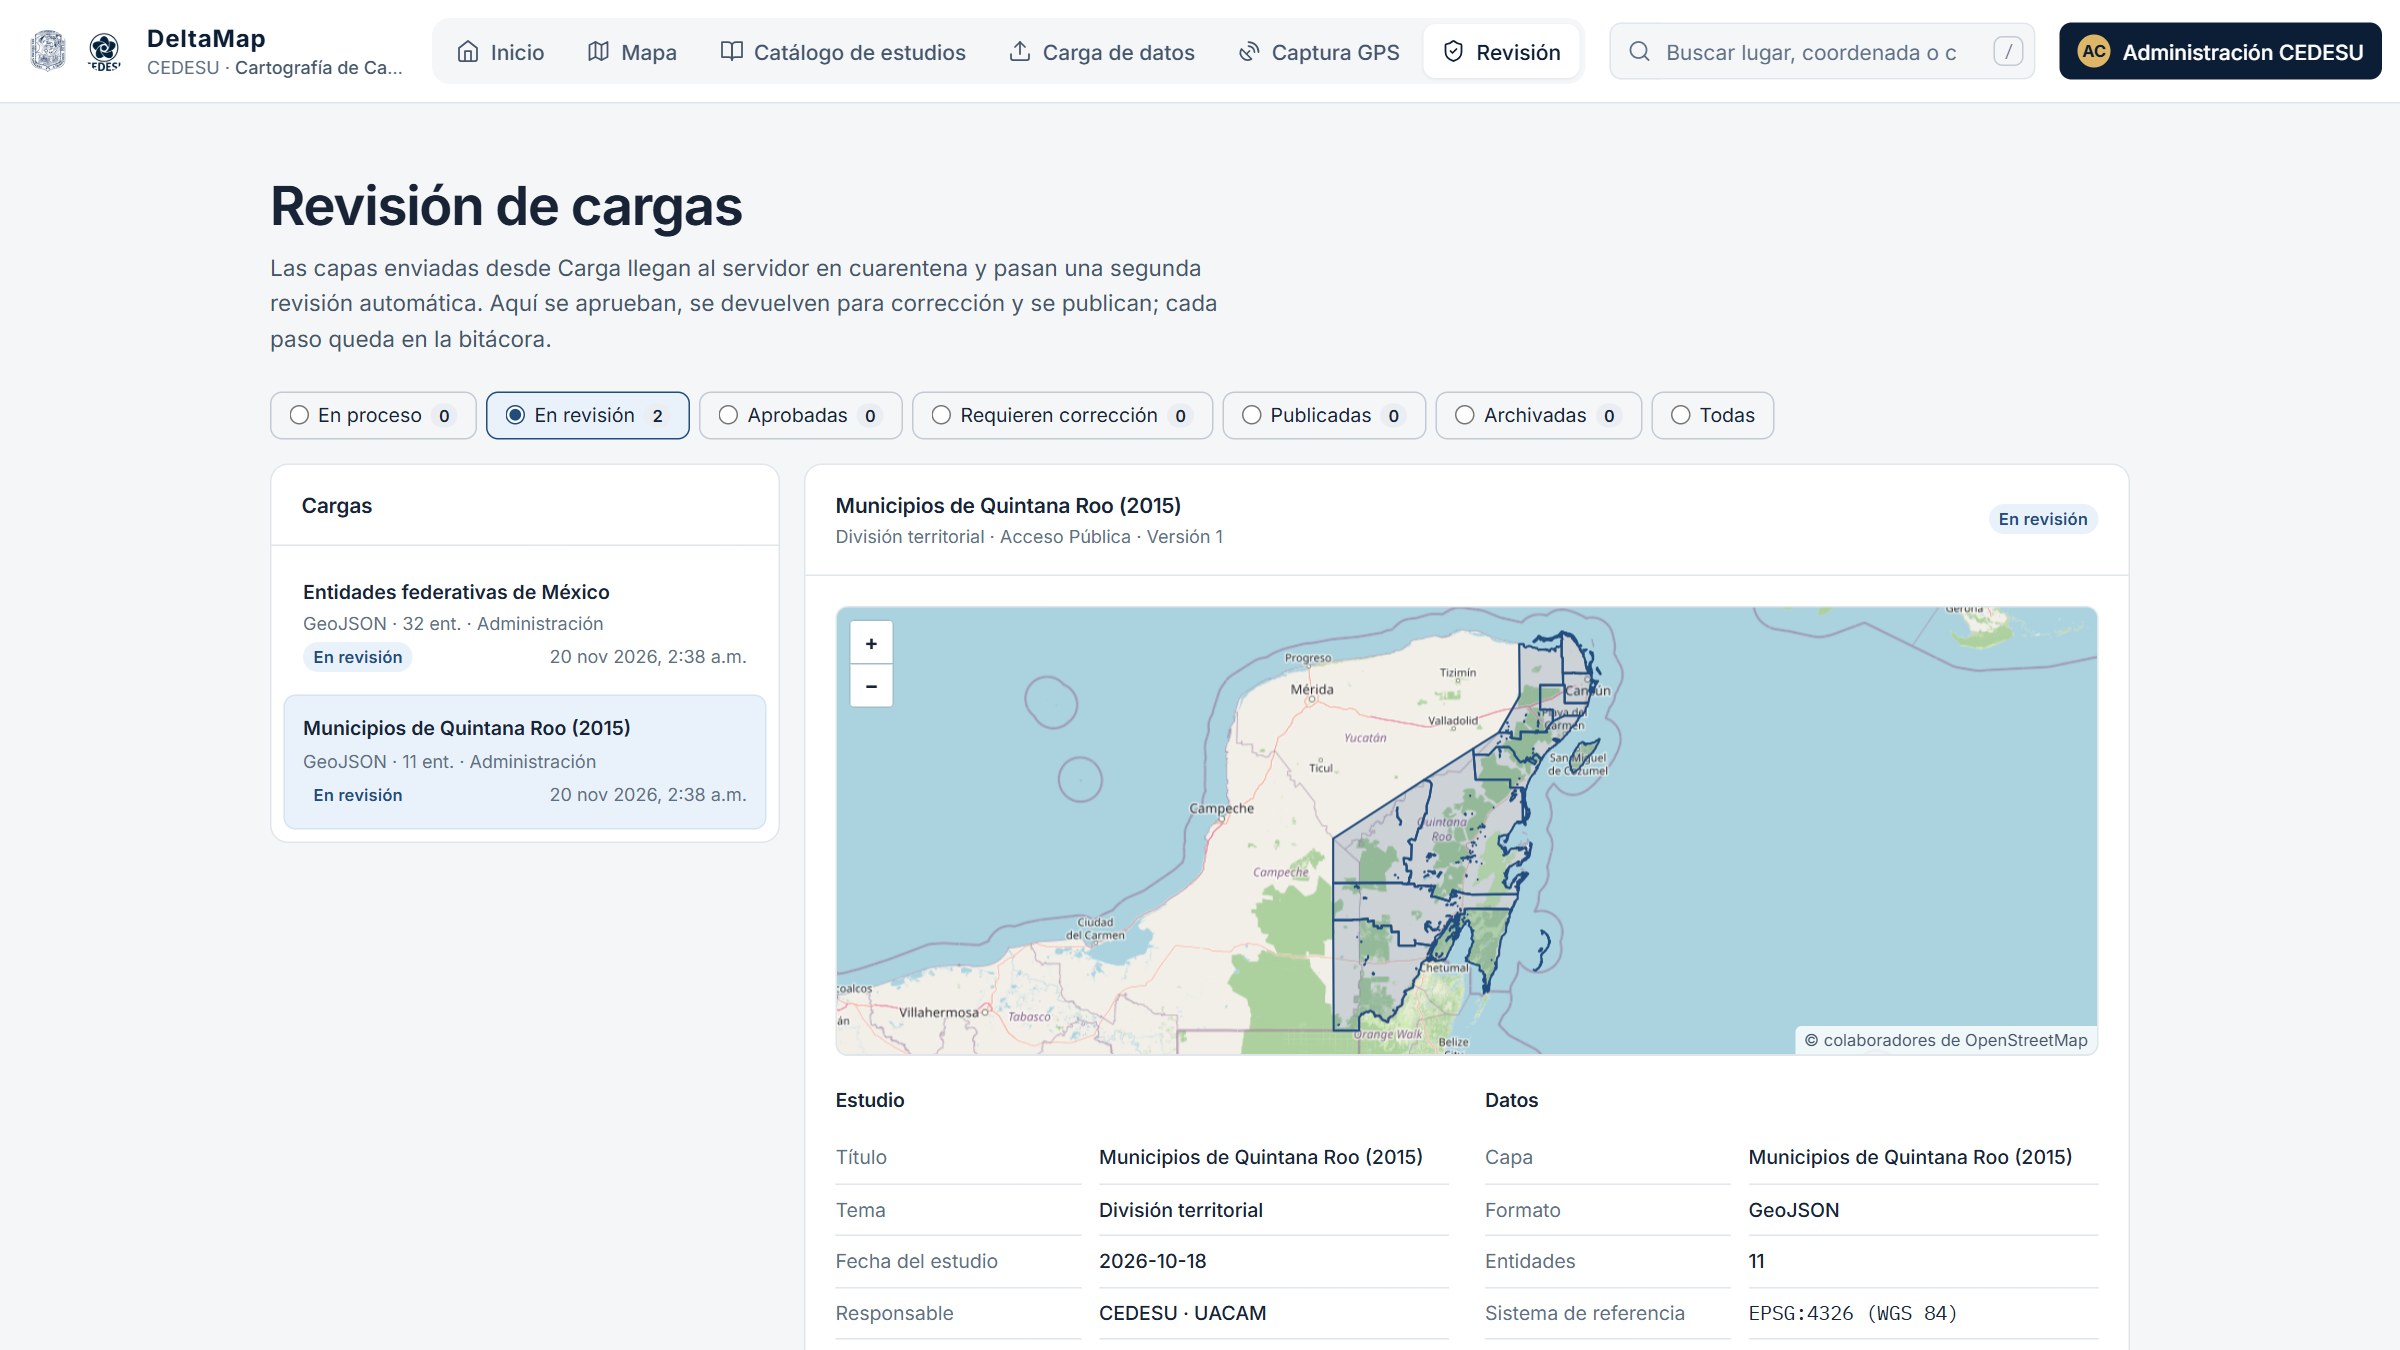 DeltaMap
CEDESU · Cartografía de Ca...
Inicio
Mapa
Catálogo de estudios
Carga de datos
Captura GPS
Revisión
Buscar lugar, coordenada o c
/
AC
Administración CEDESU
Revisión de cargas
Las capas enviadas desde Carga llegan al servidor en cuarentena y pasan una segunda
revisión automática. Aquí se aprueban, se devuelven para corrección y se publican; cada
paso queda en la bitácora.
En proceso 0
En revisión 2
Aprobadas 0
Requieren corrección 0
Publicadas 0
Archivadas 0
Todas
Cargas
Entidades federativas de México
GeoJSON · 32 ent. · Administración
En revisión
20 nov 2026, 2:38 a.m.
Municipios de Quintana Roo (2015)
GeoJSON · 11 ent. · Administración
En revisión
20 nov 2026, 2:38 a.m.
Municipios de Quintana Roo (2015)
División territorial · Acceso Pública · Versión 1
En revisión
+
−
Progreso
Mérida
Tizimín
Cancún
Valladolid
Playa del
Carmen
Yucatán
Ticul
San Miguel
de Cozumel
Campeche
Quintana
Roo
Campeche
Ciudad
del Carmen
Chetumal
Villahermosa
Tabasco
Orange Walk
Belize
© colaboradores de OpenStreetMap
Estudio
Título
Municipios de Quintana Roo (2015)
Tema
División territorial
Fecha del estudio
2026-10-18
Responsable
CEDESU · UACAM
Datos
Capa
Municipios de Quintana Roo (2015)
Formato
GeoJSON
Entidades
11
Sistema de referencia
EPSG:4326 (WGS 84)